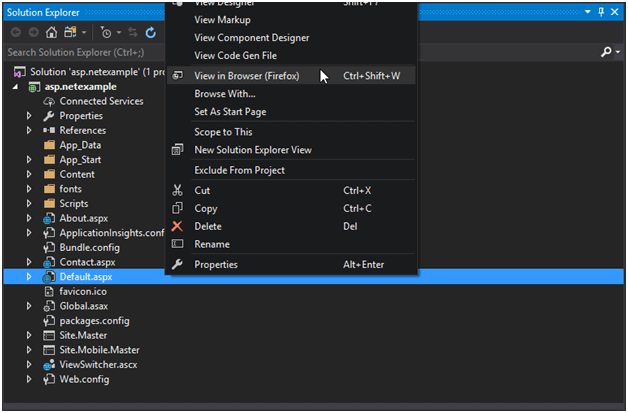 Solution Explorer
View Designer Shift+F7
View Markup
View Component Designer
View Code Gen File
View in Browser (Firefox) Ctrl+Shift+W
Browse With...
Set As Start Page
Scope to This
New Solution Explorer View
Exclude From Project
Cut Ctrl+X
Copy Ctrl+C
Delete Del
Rename
Properties Alt+Enter
Search Solution Explorer (Ctrl+;)
Solution 'asp.netexample' (1 pro
asp.netexample
Connected Services
Properties
References
App_Data
App_Start
Content
fonts
Scripts
About.aspx
ApplicationInsights.conf
Bundle.config
Contact.aspx
Default.aspx
favicon.ico
Global.asax
packages.config
Site.Master
Site.Mobile.Master
ViewSwitcher.ascx
Web.config